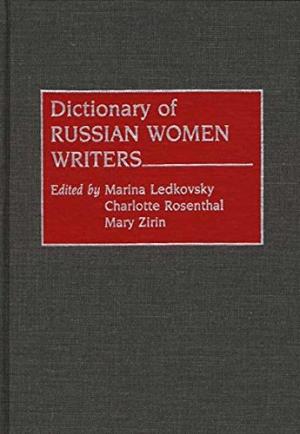 Dictionary of
RUSSIAN WOMEN
WRITERS
Edited by Marina Ledkovsky
Charlotte Rosenthal
Mary Zirin